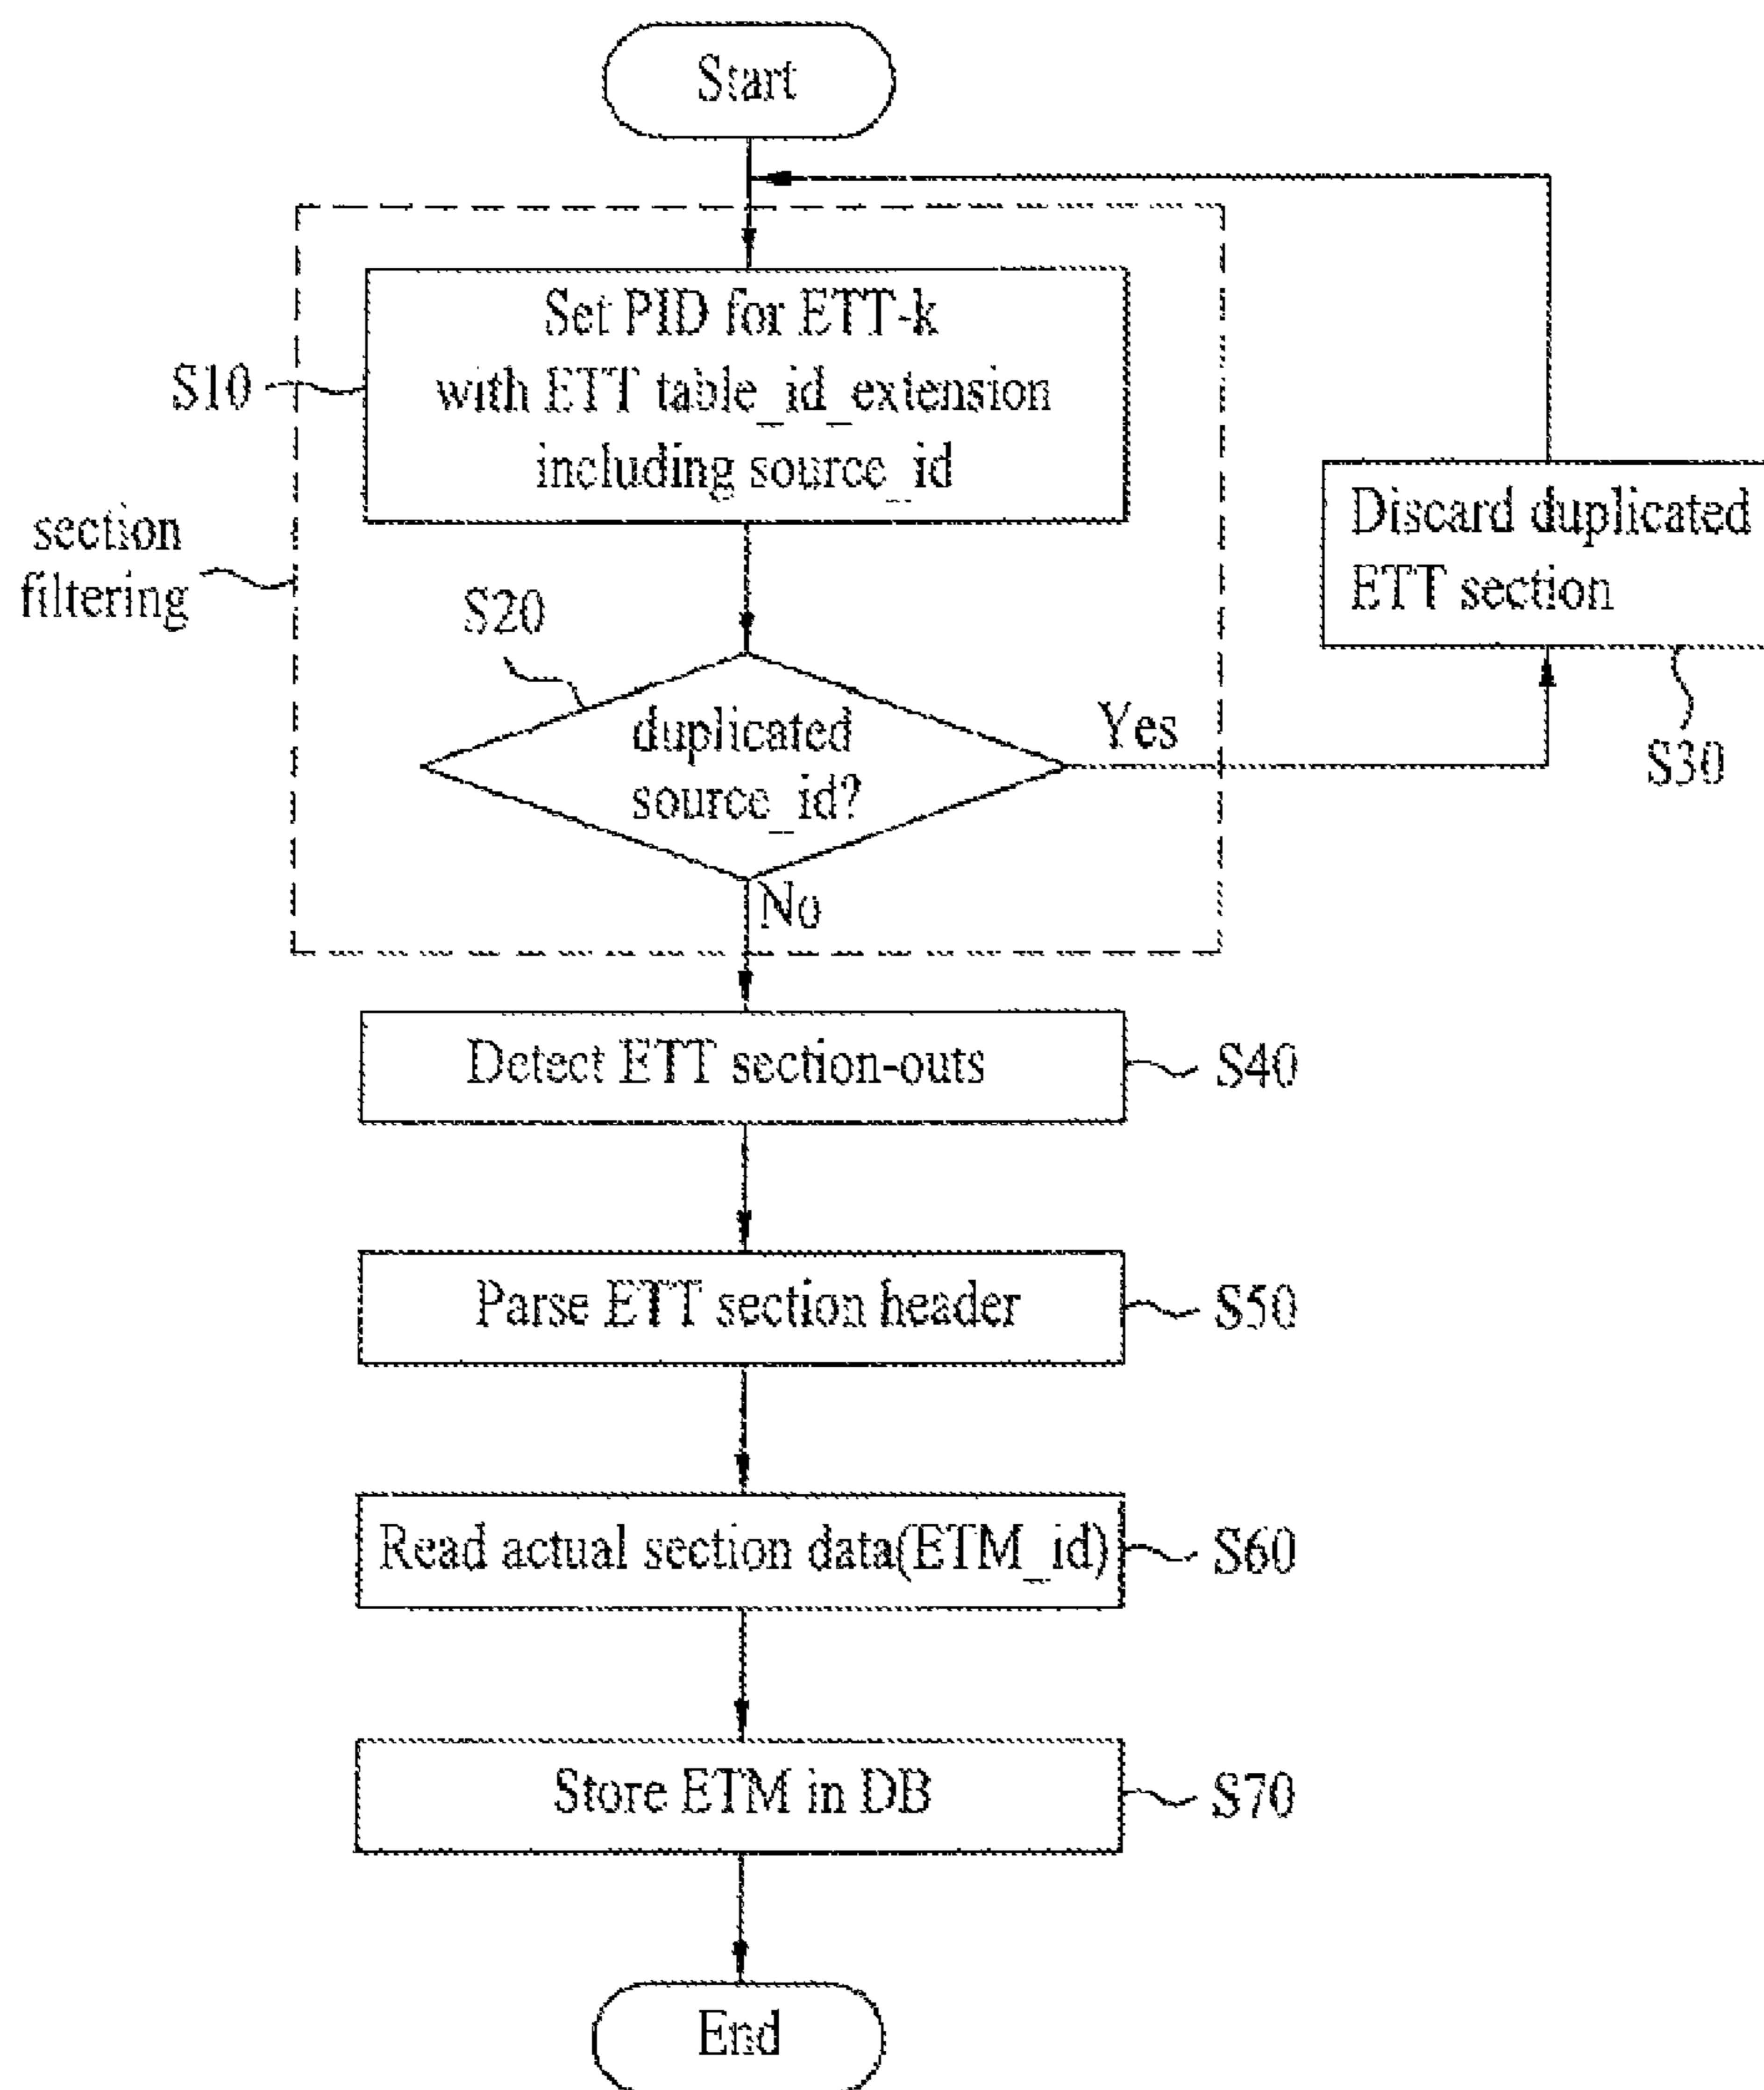 Start
Set PID for ETT-k
S10
with ETT table_id_extension
including source_id
section
filtering
Discard duplicated
ETT section
S20
duplicated
source_id?
Yes
S30
No
Detect ETT section-outs
S40
Parse ETT section header
S50
Read actual section data(ETM_id)
S60
Store ETM in DB
S70
End